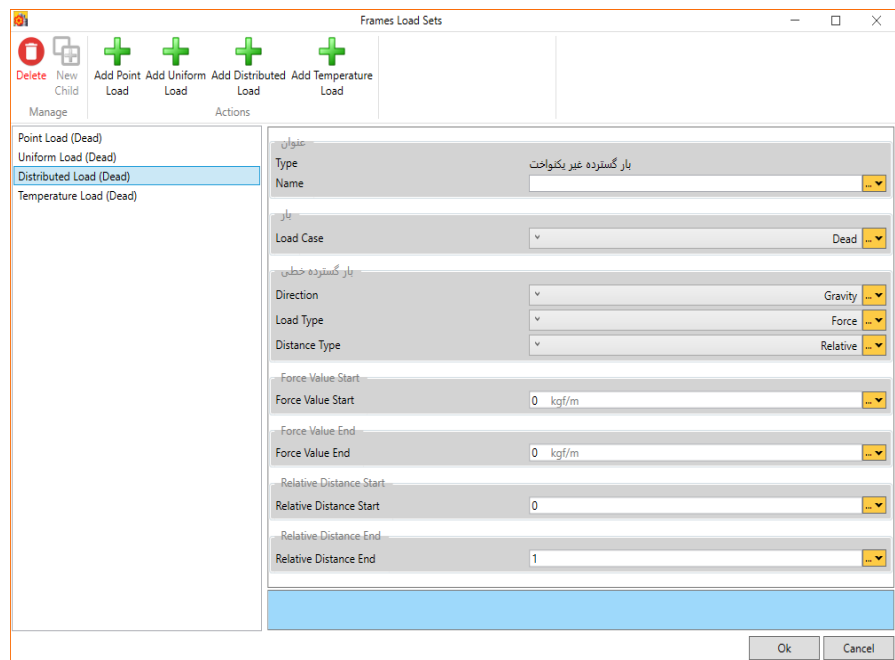 Frames Load Sets
Delete New Child Add Point Load Add Uniform Load Add Distributed Load Add Temperature Load
Manage Actions
Point Load (Dead)
Uniform Load (Dead)
Distributed Load (Dead)
Temperature Load (Dead)
عنوان
Type بار گسترده غیر یکنواخت
Name ...
بار
Load Case Dead ...
بار گسترده خطی
Direction Gravity ...
Load Type Force ...
Distance Type Relative ...
Force Value Start
Force Value Start 0 kgf/m ...
Force Value End
Force Value End 0 kgf/m ...
Relative Distance Start
Relative Distance Start 0 ...
Relative Distance End
Relative Distance End 1 ...
Ok Cancel